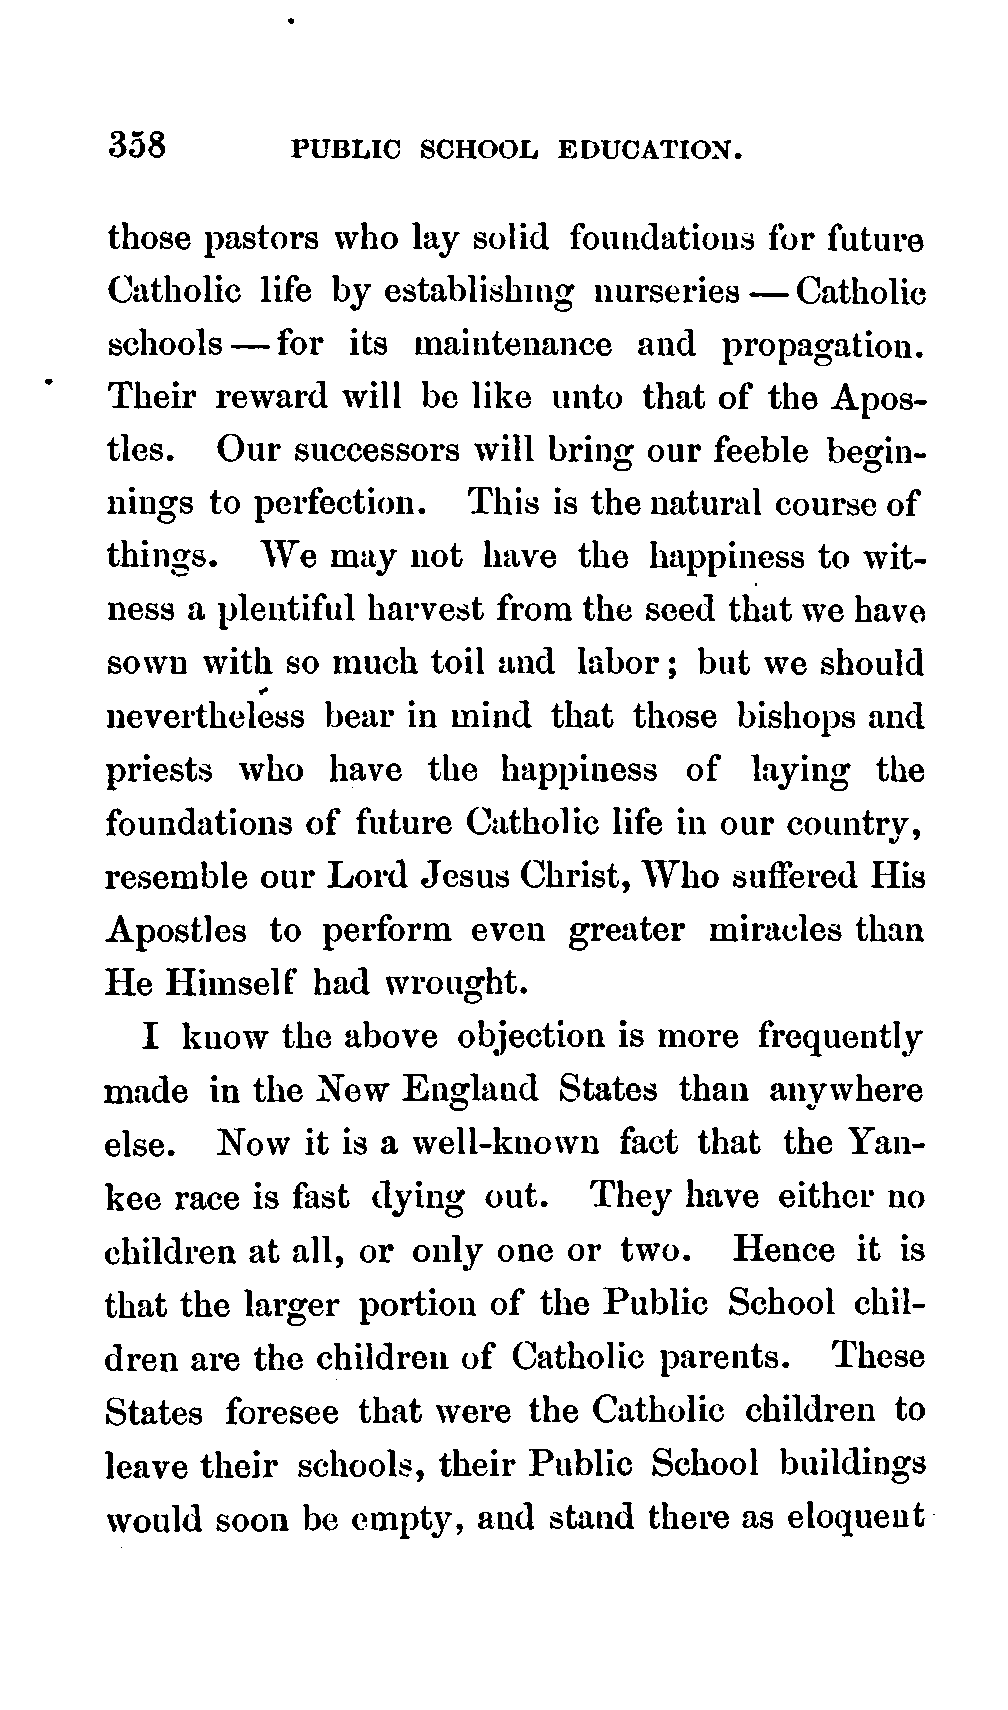 358 PUBLIC SCHOOL EDUCATION.
those pastors who lay solid foundations for future
Catholic life by establishing nurseries — Catholic
schools — for its maintenance and propagation.
Their reward will be like unto that of the Apos-
tles. Our successors will bring our feeble begin-
nings to perfection. This is the natural course of
things. We may not have the happiness to wit-
ness a plentiful harvest from the seed that we have
sown with so much toil and labor; but we should
nevertheless bear in mind that those bishops and
priests who have the happiness of laying the
foundations of future Catholic life in our country,
resemble our Lord Jesus Christ, Who suffered His
Apostles to perform even greater miracles than
He Himself had wrought.
I know the above objection is more frequently
made in the New England States than anywhere
else. Now it is a well-known fact that the Yan-
kee race is fast dying out. They have either no
children at all, or only one or two. Hence it is
that the larger portion of the Public School chil-
dren are the children of Catholic parents. These
States foresee that were the Catholic children to
leave their schools, their Public School buildings
would soon be empty, and stand there as eloquent